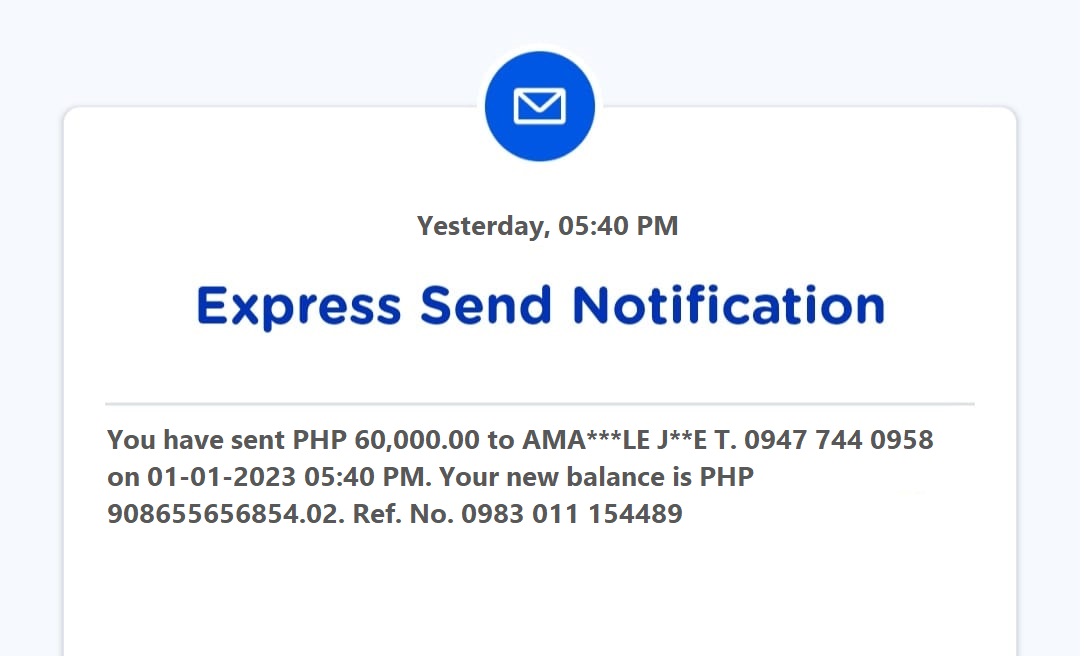 Yesterday, 05:40 PM
Express Send Notification
You have sent PHP 60,000.00 to AMA***LE J**E T. 0947 744 0958
on 01-01-2023 05:40 PM. Your new balance is PHP
908655656854.02. Ref. No. 0983 011 154489